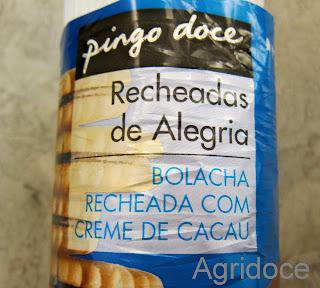 pingo doce
Recheadas
de Alegria
BOLACHA
RECHEADA COM
CREME DE CACAU
Agridoce